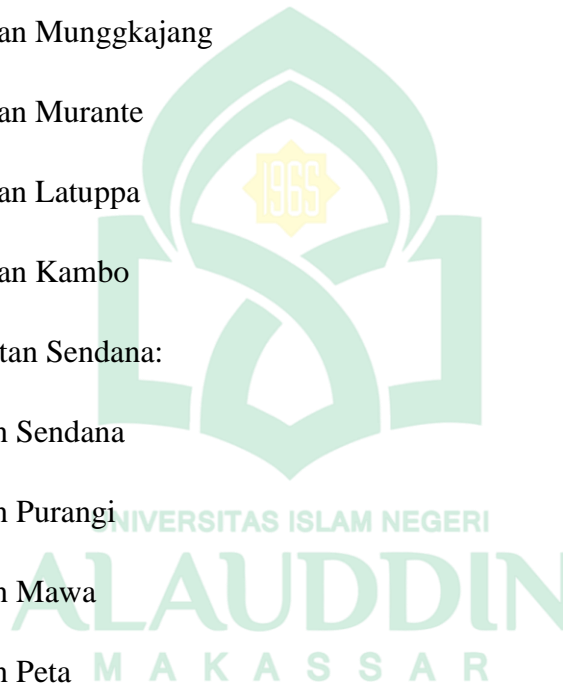 an Munggkajang
an Murante
1965
an Latuppa
an Kambo
tan Sendana:
n Sendana
n Purangi
UNIVERSITAS ISLAM NEGERI
n Mawa
ALAUDDIN
n Peta
MAKASSAR